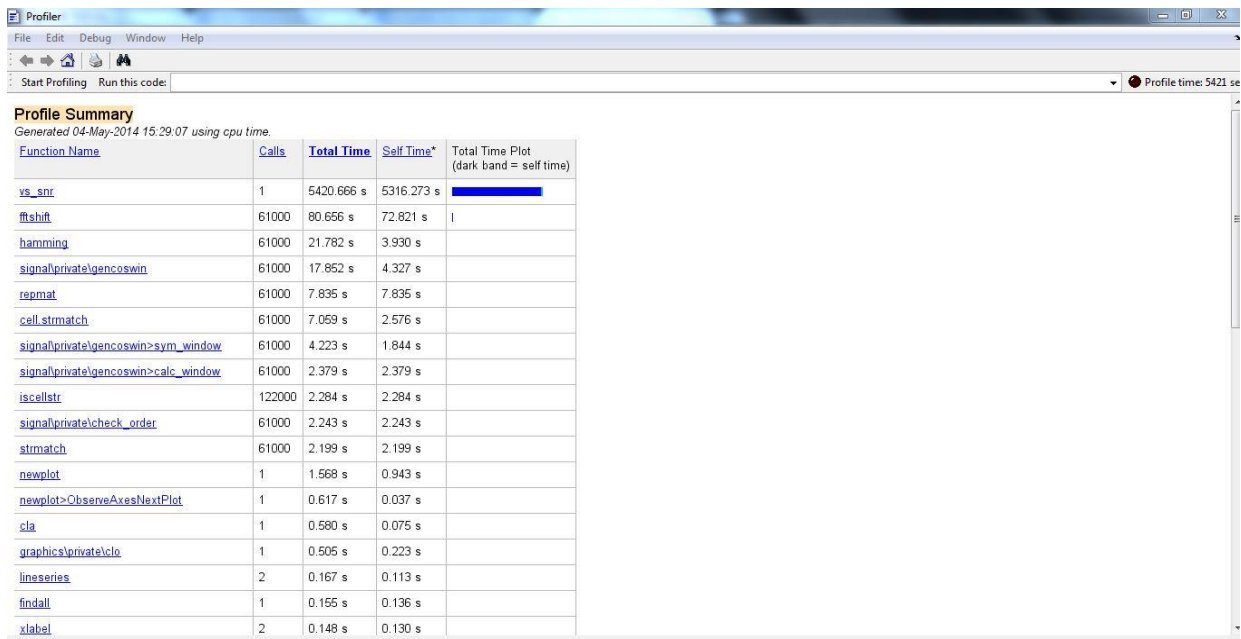 Profiler
File Edit Debug Window Help
Start Profiling Run this code: Profile time: 5421 se
Profile Summary
Generated 04-May-2014 15:29:07 using cpu time.
Function Name Calls Total Time Self Time* Total Time Plot
(dark band = self time)
vs_snr 1 5420.666 s 5316.273 s
fftshift 61000 80.656 s 72.821 s
hamming 61000 21.782 s 3.930 s
signal\private\gencoswin 61000 17.852 s 4.327 s
repmat 61000 7.835 s 7.835 s
cell.strmatch 61000 7.059 s 2.576 s
signal\private\gencoswin>sym_window 61000 4.223 s 1.844 s
signal\private\gencoswin>calc_window 61000 2.379 s 2.379 s
iscellstr 122000 2.284 s 2.284 s
signal\private\check_order 61000 2.243 s 2.243 s
strmatch 61000 2.199 s 2.199 s
newplot 1 1.568 s 0.943 s
newplot>ObserveAxesNextPlot 1 0.617 s 0.037 s
cla 1 0.580 s 0.075 s
graphics\private\clo 1 0.505 s 0.223 s
lineseries 2 0.167 s 0.113 s
findall 1 0.155 s 0.136 s
xlabel 2 0.148 s 0.130 s